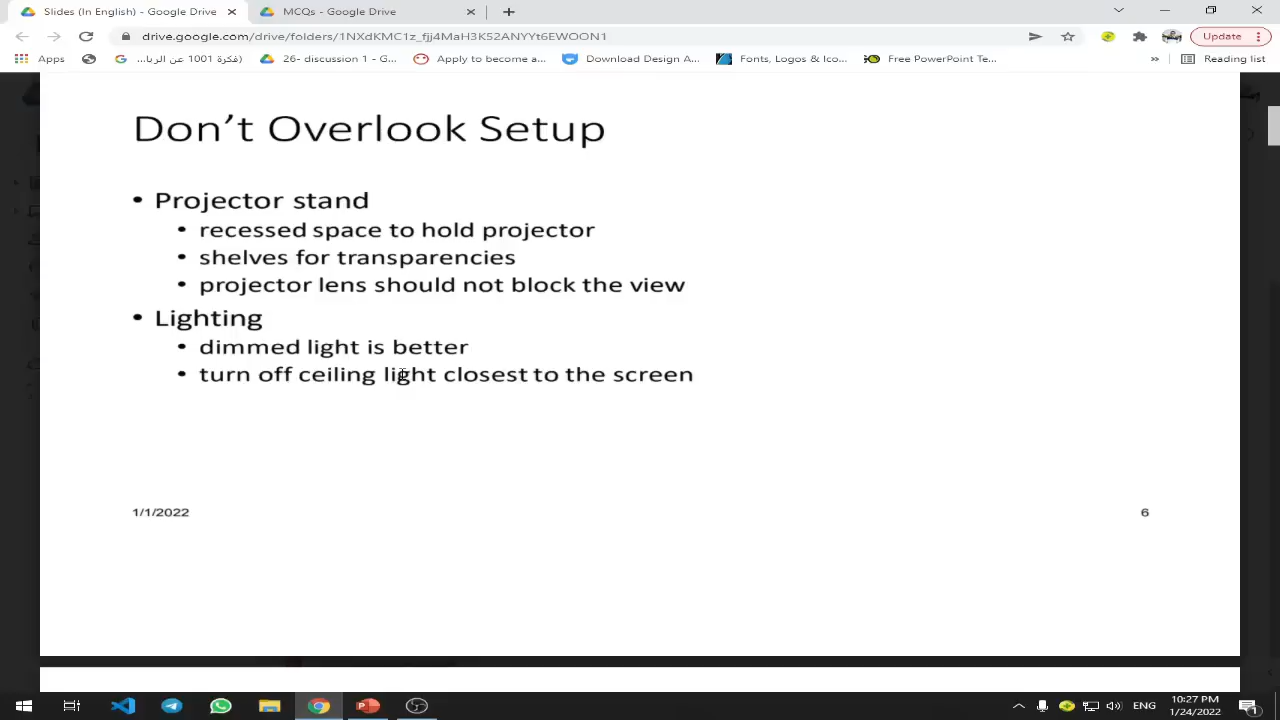 Slides - Google Drive
MCO - Google Drive
drive.google.com/drive/folders/1NXdKMC1z_fjj4MaH3K52ANYYt6EWOON1
Update
Apps
26- discussion 1 - G...
Apply to become a...
Download Design A...
Fonts, Logos & Ico...
Free PowerPoint Te...
»
Reading list
Don't Overlook Setup
• Projector stand
• recessed space to hold projector
• shelves for transparencies
• projector lens should not block the view
• Lighting
• dimmed light is better
• turn off ceiling light closest to the screen
1/1/2022
6
ENG
10:27 PM
1/24/2022